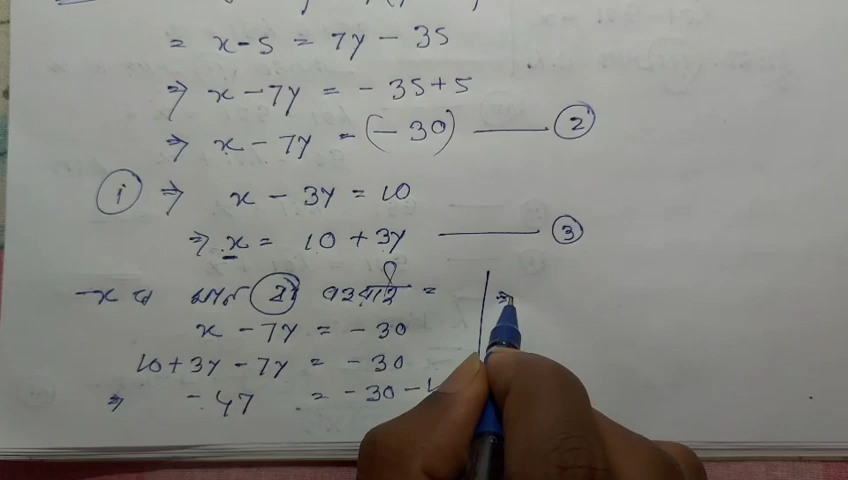 = x - 5 = 7y - 35
⇒ x - 7y = - 35 + 5
⇒ x - 7y = (- 30) ——— ②
① ⇒ x - 3y = 10
⇒ x = 10 + 3y ——— ③
x - 7y = - 30
10 + 3y - 7y = - 30
⇒ - 4y = - 30 -
⇒